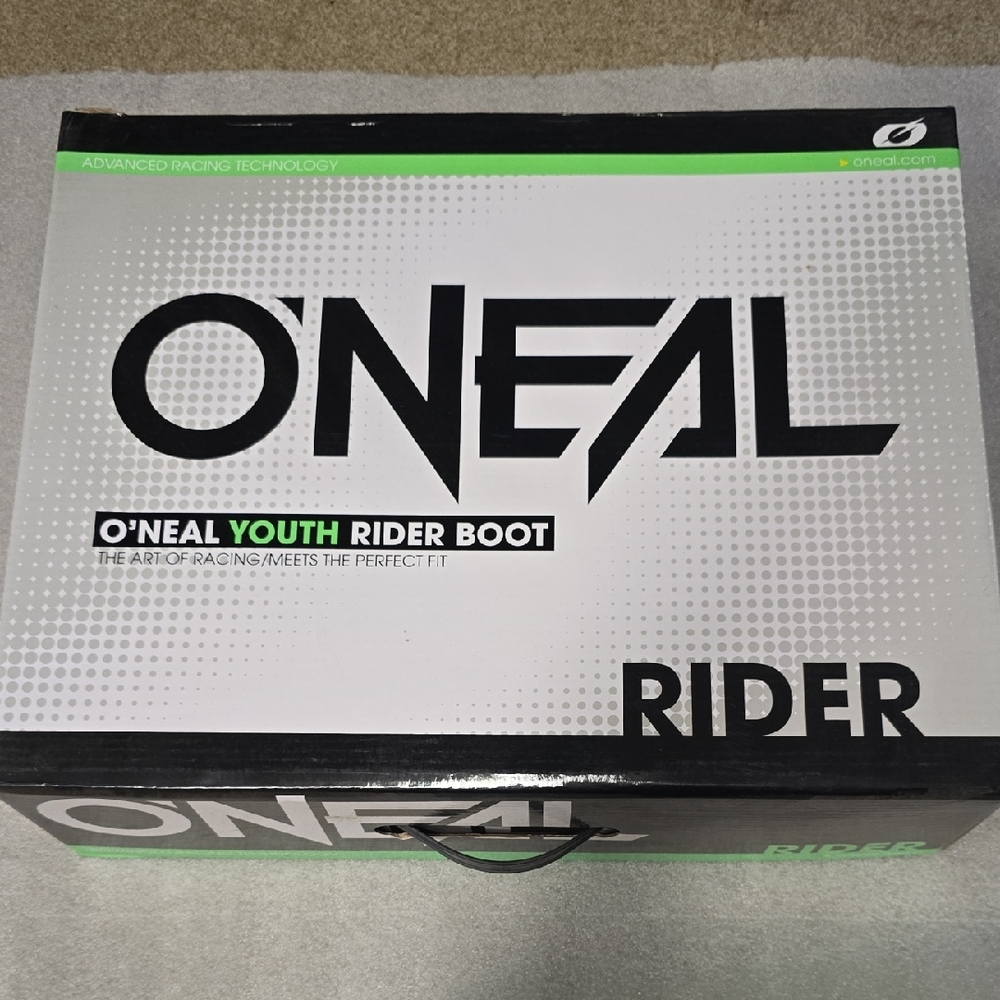 ADVANCED RACING TECHNOLOGY
oneal.com
O'NEAL
O'NEAL YOUTH RIDER BOOT
THE ART OF RACING/MEETS THE PERFECT FIT
RIDER
O'NEAL
RIDER